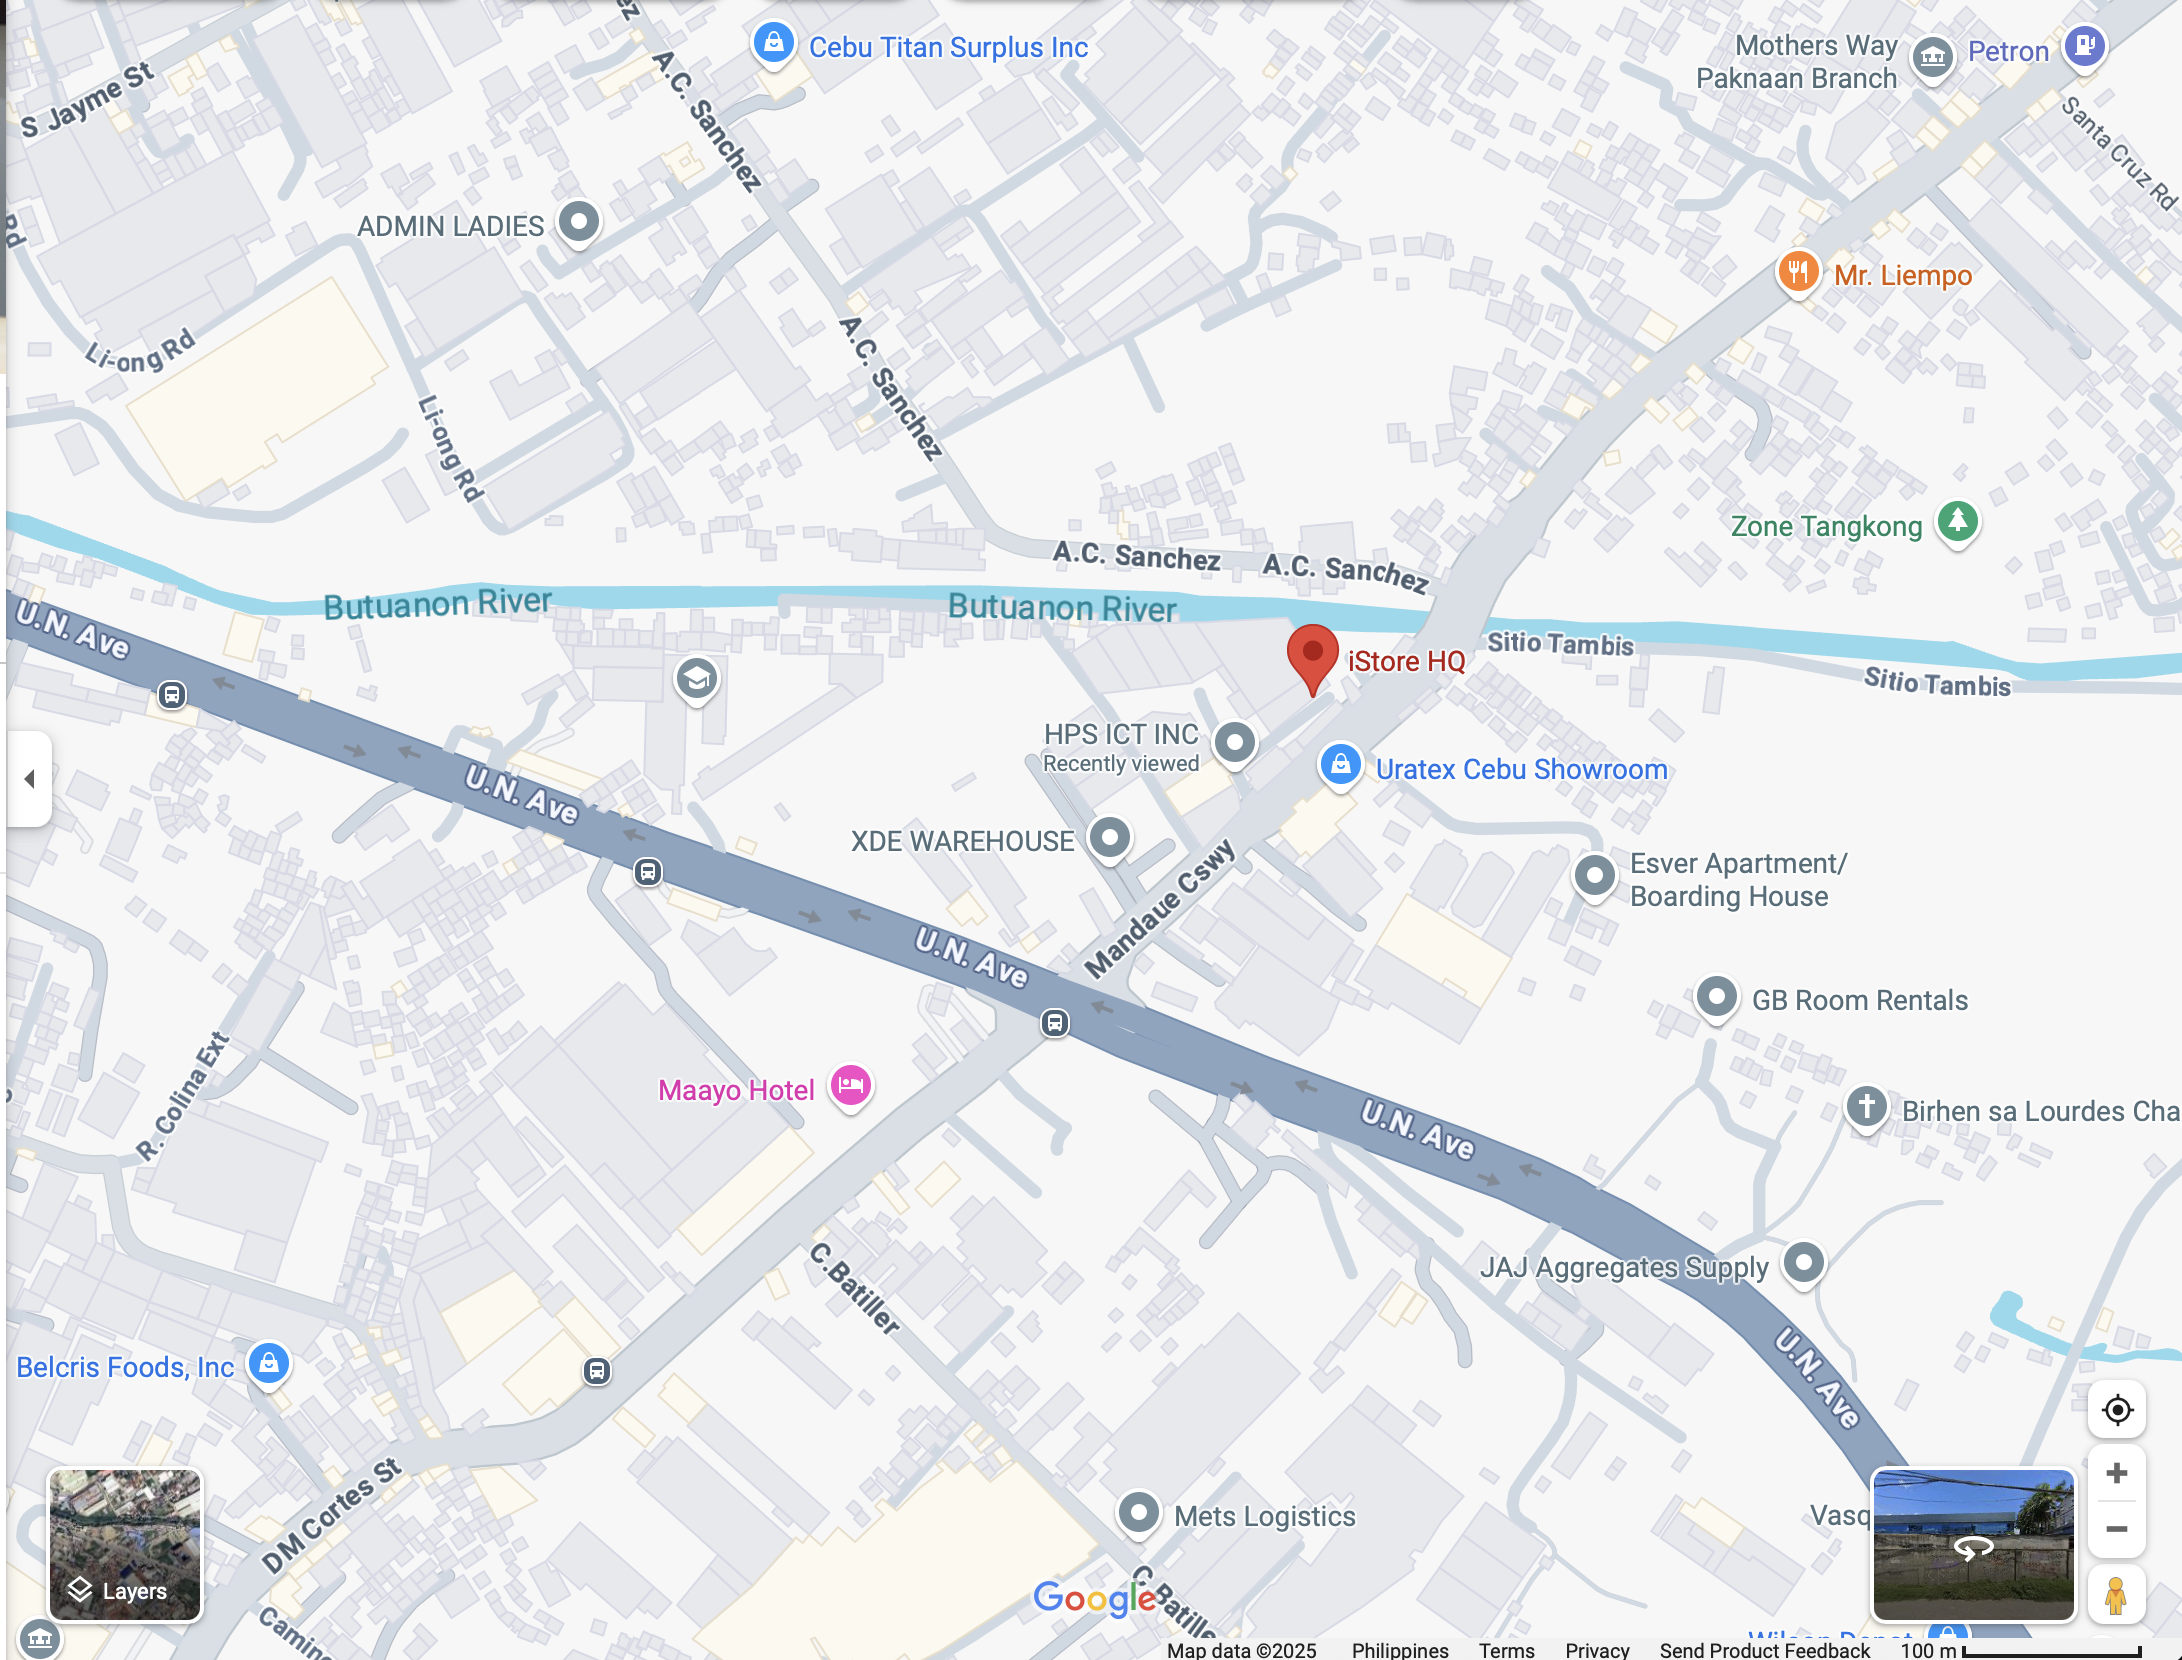 Cebu Titan Surplus Inc
Mothers Way
Paknaan Branch
Petron
S Jayme St
A.C. Sanchez
Santa Cruz Rd
ADMIN LADIES
Rd
Mr. Liempo
Li-ong Rd
A.C. Sanchez
Li-ong Rd
Zone Tangkong
A.C. Sanchez
A.C. Sanchez
Butuanon River
Butuanon River
U.N. Ave
Sitio Tambis
Sitio Tambis
iStore HQ
HPS ICT INC
Recently viewed
Uratex Cebu Showroom
U.N. Ave
XDE WAREHOUSE
Mandaue Cswy
Esver Apartment/
Boarding House
U.N. Ave
GB Room Rentals
R. Colina Ext
Maayo Hotel
U.N. Ave
Birhen sa Lourdes Cha
C.Batiller
JAJ Aggregates Supply
U.N. Ave
Belcris Foods, Inc
DM Cortes St
Mets Logistics
Vasq
Layers
Google
C.Batille
Camino
Map data ©2025
Philippines
Terms
Privacy
Send Product Feedback
100 m